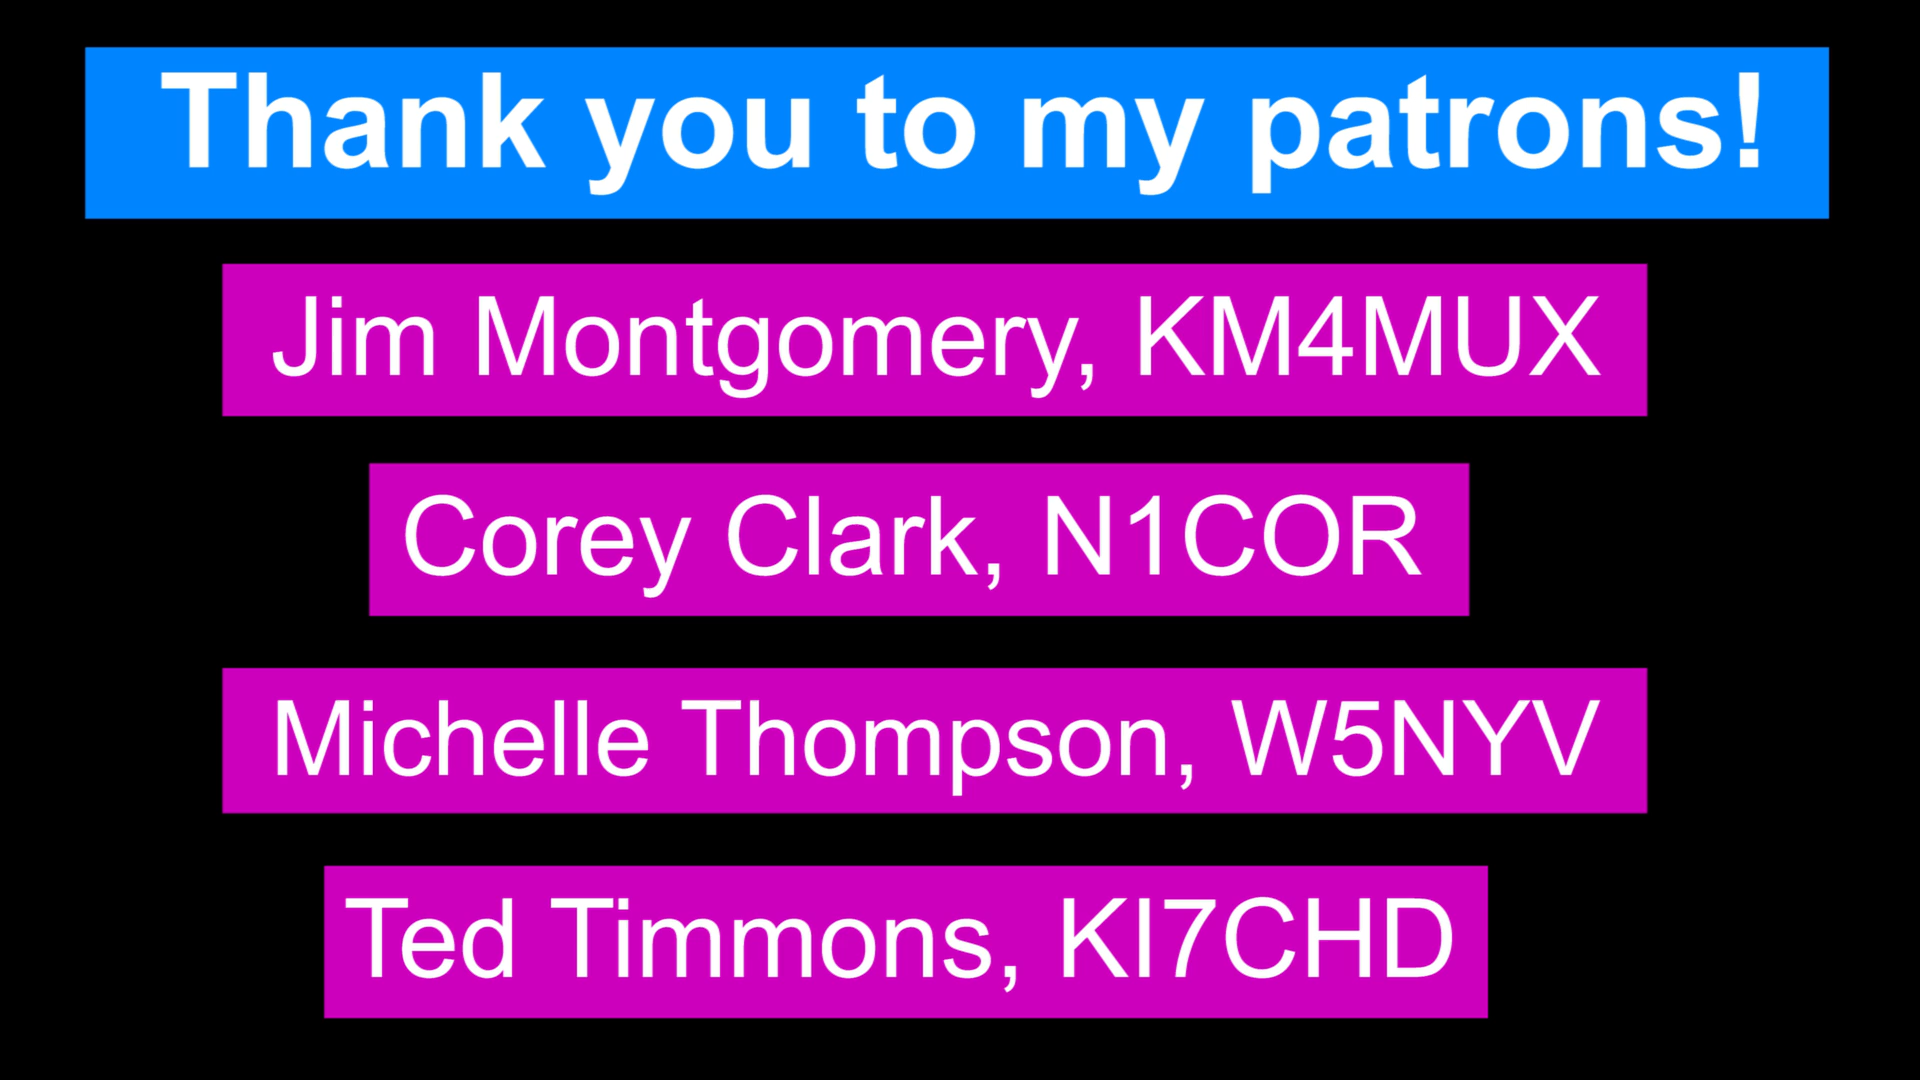 Thank you to my patrons!
Jim Montgomery, KM4MUX
Corey Clark, N1COR
Michelle Thompson, W5NYV
Ted Timmons, KI7CHD